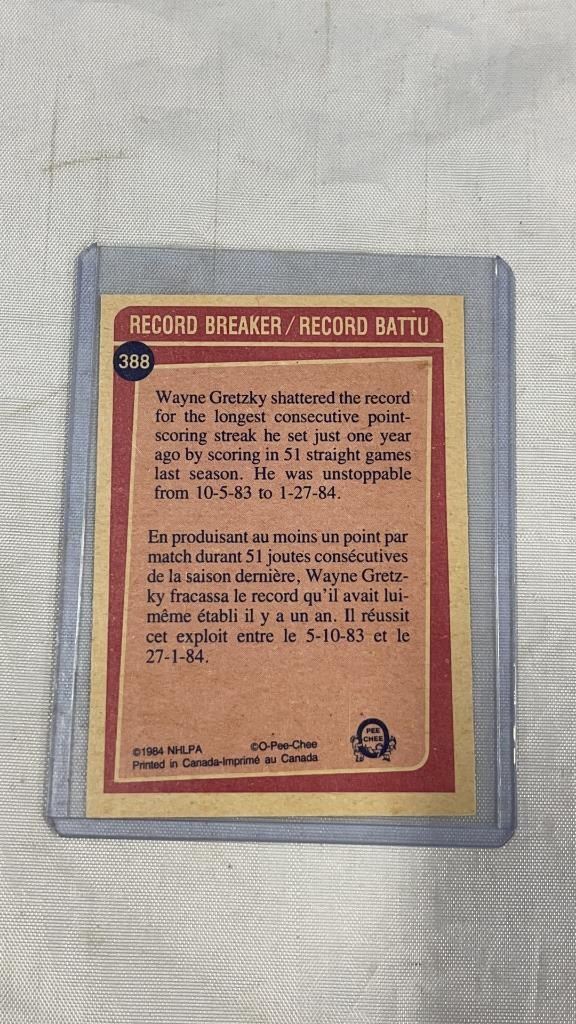 RECORD BREAKER / RECORD BATTU
388
Wayne Gretzky shattered the record
for the longest consecutive point-
scoring streak he set just one year
ago by scoring in 51 straight games
last season. He was unstoppable
from 10-5-83 to 1-27-84.
En produisant au moins un point par
match durant 51 joutes consécutives
de la saison dernière, Wayne Gretz-
ky fracassa le record qu'il avait lui-
même établi il y a un an. Il réussit
cet exploit entre le 5-10-83 et le
27-1-84.
©1984 NHLPA ©O-Pee-Chee
Printed in Canada-Imprimé au Canada
PEE
CHEE